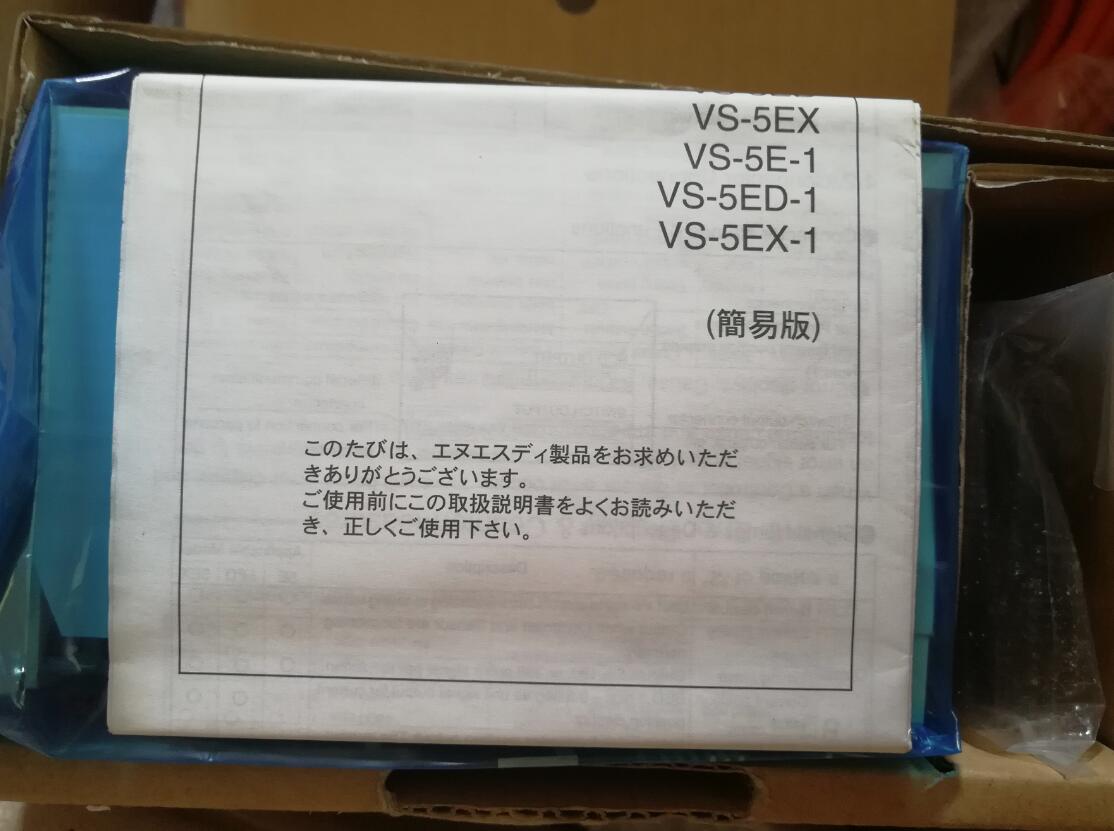 VS-5EX
VS-5E-1
VS-5ED-1
VS-5EX-1
(簡易版)
このたびは、エヌエスディ製品をお求めいただ
きありがとうございます。
ご使用前にこの取扱説明書をよくお読みいただ
き、正しくご使用下さい。